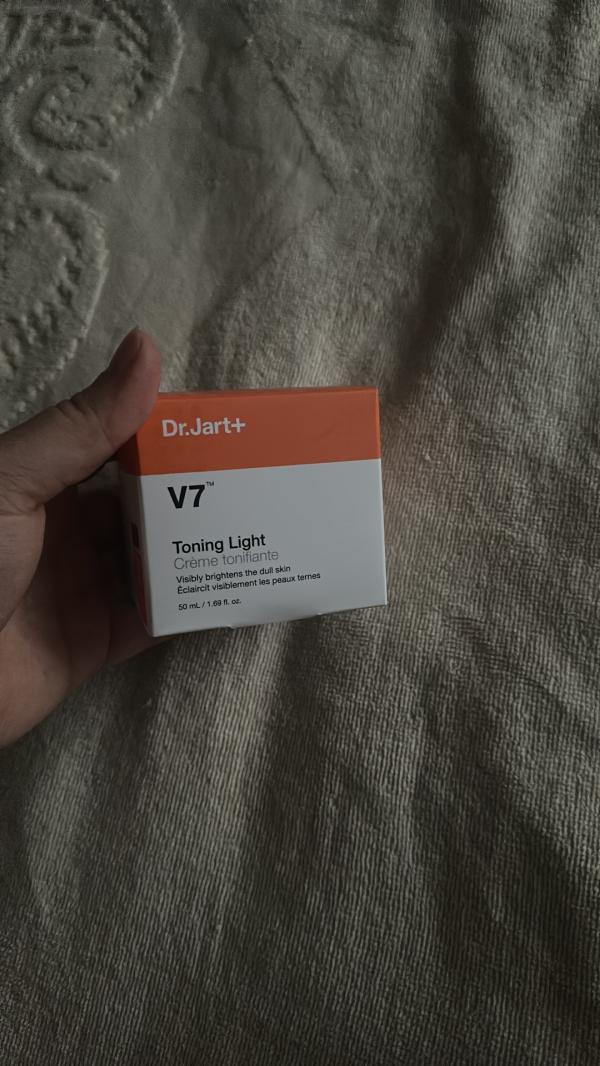 Dr.Jart+
V7™
Toning Light
Crème tonifiante
Visibly brightens the dull skin
Éclaircit visiblement les peaux ternes
50 mL / 1.69 fl. oz.